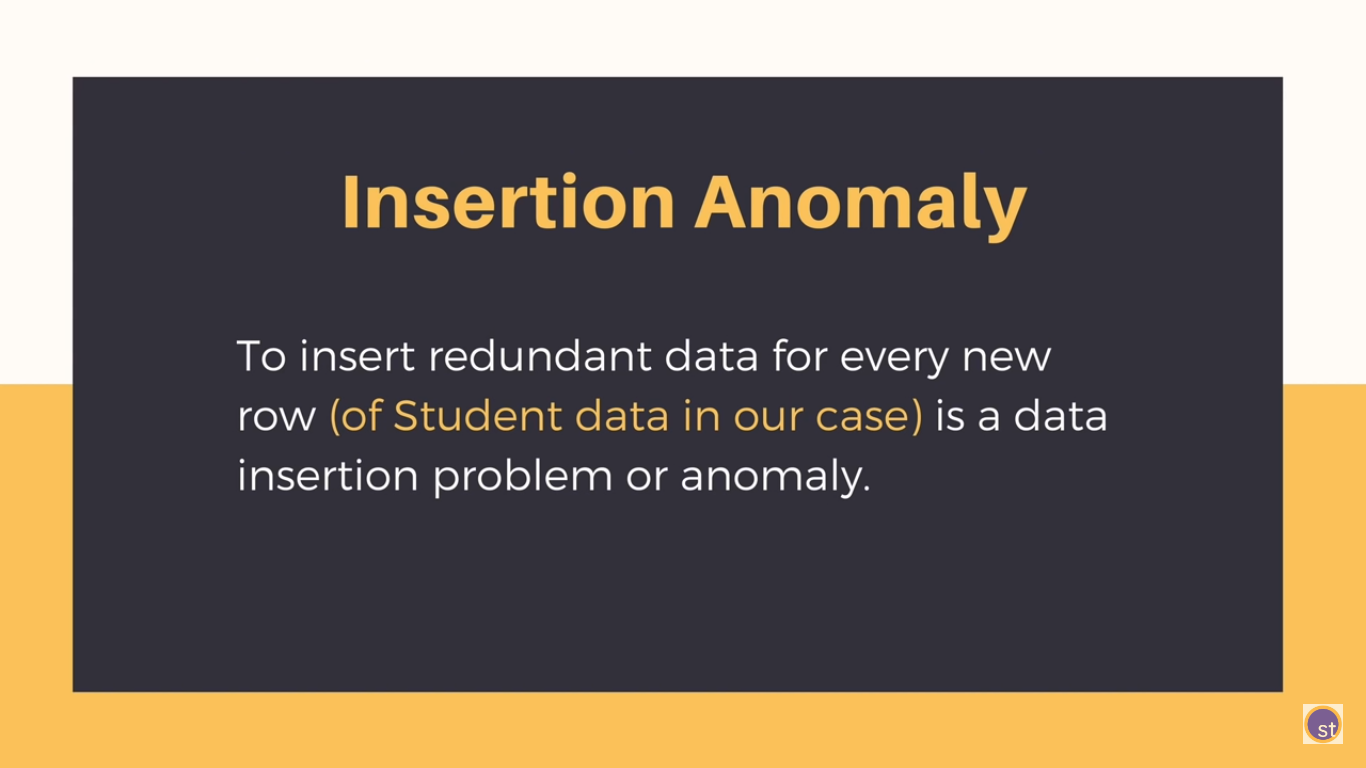 Insertion Anomaly
To insert redundant data for every new
row (of Student data in our case) is a data
insertion problem or anomaly.
st